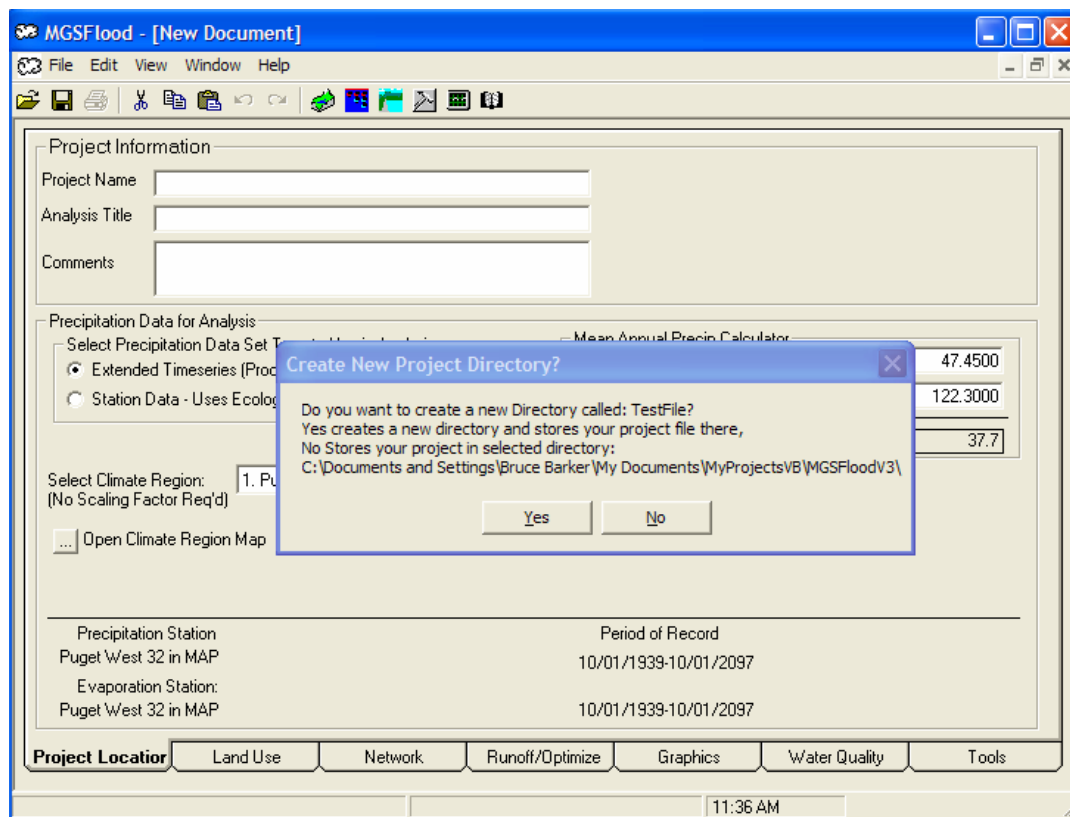 MGSFlood - [New Document]
File Edit View Window Help
Project Information
Project Name
Analysis Title
Comments
Precipitation Data for Analysis
Select Precipitation Data Set
Mean Annual Precip Calculator
Extended Timeseries
47.4500
Station Data - Uses
122.3000
37.7
Create New Project Directory?
Do you want to create a new Directory called: TestFile?
Yes creates a new directory and stores your project file there,
No Stores your project in selected directory:
C:\Documents and Settings\Bruce Barker\My Documents\MyProjectsVB\MGSFloodV3\
Yes No
Select Climate Region: 1.
(No Scaling Factor Req'd)
... Open Climate Region Map
Precipitation Station Period of Record
Puget West 32 in MAP 10/01/1939-10/01/2097
Evaporation Station:
Puget West 32 in MAP 10/01/1939-10/01/2097
Project Location Land Use Network Runoff/Optimize Graphics Water Quality Tools
11:36 AM